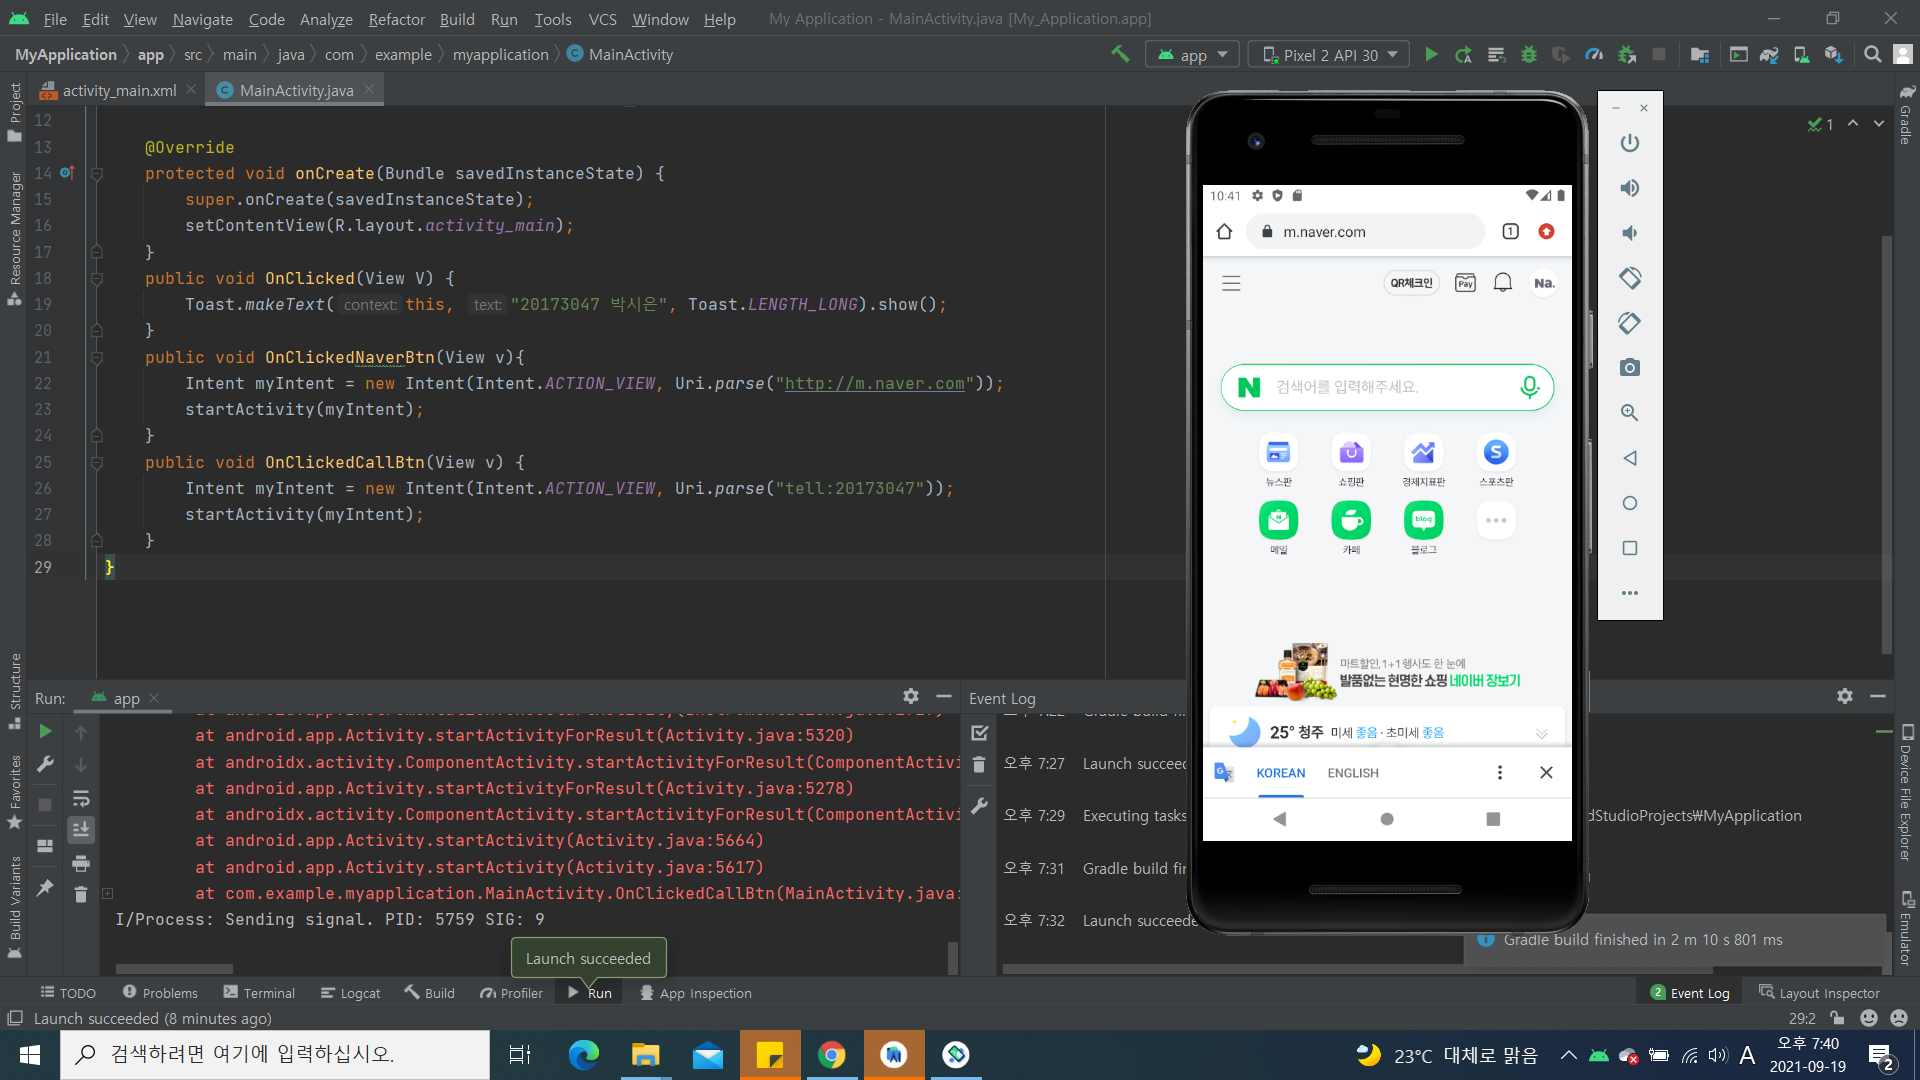 File Edit View Navigate Code Analyze Refactor Build Run Tools VCS Window Help My Application - MainActivity.java [My_Application.app]
MyApplication app src main java com example myapplication MainActivity app Pixel 2 API 30
activity_main.xml MainActivity.java
Project
Resource Manager
Structure
Favorites
Build Variants
Gradle
Device File Explorer
Emulator
1
12
13 @Override
14 protected void onCreate(Bundle savedInstanceState) {
15 super.onCreate(savedInstanceState);
16 setContentView(R.layout.activity_main);
17 }
18 public void OnClicked(View V) {
19 Toast.makeText( context: this, text: "20173047 박시은", Toast.LENGTH_LONG).show();
20 }
21 public void OnClickedNaverBtn(View v){
22 Intent myIntent = new Intent(Intent.ACTION_VIEW, Uri.parse("http://m.naver.com"));
23 startActivity(myIntent);
24 }
25 public void OnClickedCallBtn(View v) {
26 Intent myIntent = new Intent(Intent.ACTION_VIEW, Uri.parse("tell:20173047"));
27 startActivity(myIntent);
28 }
29 }
10:41
m.naver.com 1
QR체크인 Pay Na.
N 검색어를 입력해주세요.
S
뉴스판 쇼핑판 경제지표판 스포츠판
blog
메일 카페 블로그
마트할인, 1+1 행사도 한 눈에
발품없는 현명한 쇼핑 네이버 장보기
25° 청주 미세 좋음 · 초미세 좋음
KOREAN ENGLISH
Run: app
at android.app.Activity.startActivityForResult(Activity.java:5320)
at androidx.activity.ComponentActivity.startActivityForResult(ComponentActivi
at android.app.Activity.startActivityForResult(Activity.java:5278)
at androidx.activity.ComponentActivity.startActivityForResult(ComponentActivi
at android.app.Activity.startActivity(Activity.java:5664)
at android.app.Activity.startActivity(Activity.java:5617)
at com.example.myapplication.MainActivity.OnClickedCallBtn(MainActivity.java:
I/Process: Sending signal. PID: 5759 SIG: 9
Launch succeeded
Event Log
오후 7:27 Launch succeed
오후 7:29 Executing tasks dStudioProjects₩MyApplication
오후 7:31 Gradle build fin
오후 7:32 Launch succeede
Gradle build finished in 2 m 10 s 801 ms
TODO Problems Terminal Logcat Build Profiler Run App Inspection 2 Event Log Layout Inspector
Launch succeeded (8 minutes ago) 29:2
검색하려면 여기에 입력하십시오. 23°C 대체로 맑음 A 오후 7:40
2021-09-19 2